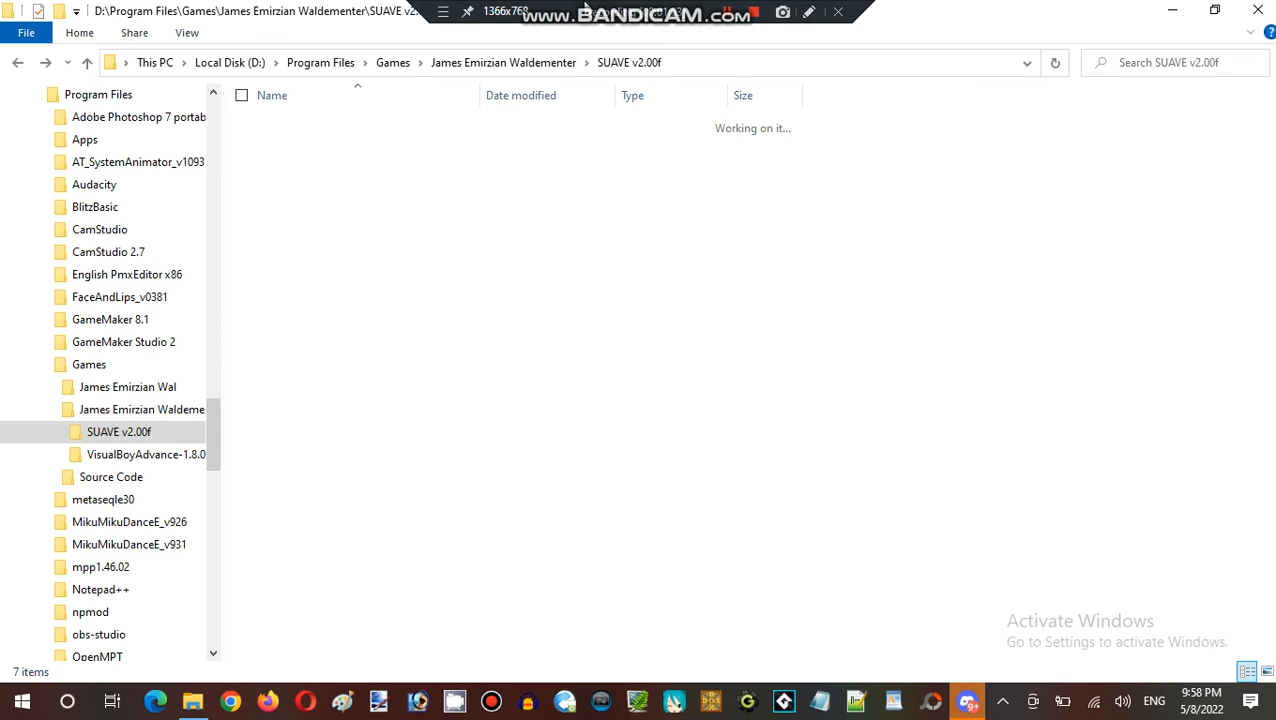 D:\Program Files\Games\James Emirzian Waldementer\SUAVE v2.
1366x768
www.BANDICAM.com
File
Home
Share
View
This PC
Local Disk (D:)
Program Files
Games
James Emirzian Waldementer
SUAVE v2.00f
Search SUAVE v2.00f
Program Files
Adobe Photoshop 7 portab
Apps
AT_SystemAnimator_v1093
Audacity
BlitzBasic
CamStudio
CamStudio 2.7
English PmxEditor x86
FaceAndLips_v0381
GameMaker 8.1
GameMaker Studio 2
Games
James Emirzian Wal
James Emirzian Waldeme
SUAVE v2.00f
VisualBoyAdvance-1.8.0
Source Code
metaseqle30
MikuMikuDanceE_v926
MikuMikuDanceE_v931
mpp1.46.02
Notepad++
npmod
obs-studio
OpenMPT
Name
Date modified
Type
Size
Working on it...
Activate Windows
Go to Settings to activate Windows.
7 items
9+
ENG
9:58 PM
5/8/2022